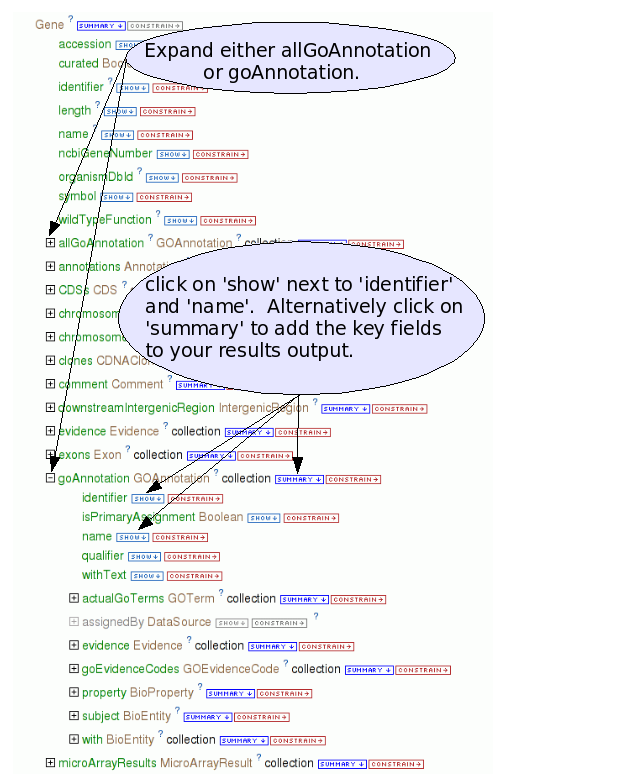 Gene ? SUMMARY ↓ CONSTRAIN→
accession SHOW
Expand either allGoAnnotation
or goAnnotation.
curated Boo
identifier ? SHOW↓ CONSTRAIN→
length ? SHOW↓ CONSTRAIN→
name ? SHOW↓ CONSTRAIN→
ncbiGeneNumber SHOW↓ CONSTRAIN→
organismDbId ? SHOW↓ CONSTRAIN→
symbol SHOW↓ CONSTRAIN→
wildTypeFunction ? SHOW↓ CONSTRAIN→
allGoAnnotation ? GOAnnotation ? collection SUMMARY ↓ CONSTRAIN→
annotations Annotati
CDSs CDS ?
chromosom
chromosome
clones CDNAClon
click on 'show' next to 'identifier'
and 'name'.  Alternatively click on
'summary' to add the key fields
to your results output.
comment Comment ? SUMMARY
downstreamIntergenicRegion IntergenicRegion ? SUMMARY ↓ CONSTRAIN→
evidence Evidence ? collection SUMMARY ↓ CONSTRAIN→
exons Exon ? collection SUMMARY ↓ CONSTRAIN→
goAnnotation GOAnnotation ? collection SUMMARY ↓ CONSTRAIN→
identifier SHOW↓ CONSTRAIN→
isPrimaryAssignment Boolean SHOW↓ CONSTRAIN→
name SHOW↓ CONSTRAIN→
qualifier SHOW↓ CONSTRAIN→
withText SHOW↓ CONSTRAIN→
actualGoTerms GOTerm ? collection SUMMARY ↓ CONSTRAIN→
assignedBy DataSource SHOW↓ CONSTRAIN→ ?
evidence Evidence ? collection SUMMARY ↓ CONSTRAIN→
goEvidenceCodes GOEvidenceCode ? collection SUMMARY ↓ CONSTRAIN→
property BioProperty ? SUMMARY ↓ CONSTRAIN→
subject BioEntity ? SUMMARY ↓ CONSTRAIN→
with BioEntity ? collection SUMMARY ↓ CONSTRAIN→
microArrayResults MicroArrayResult ? collection SUMMARY ↓ CONSTRAIN→